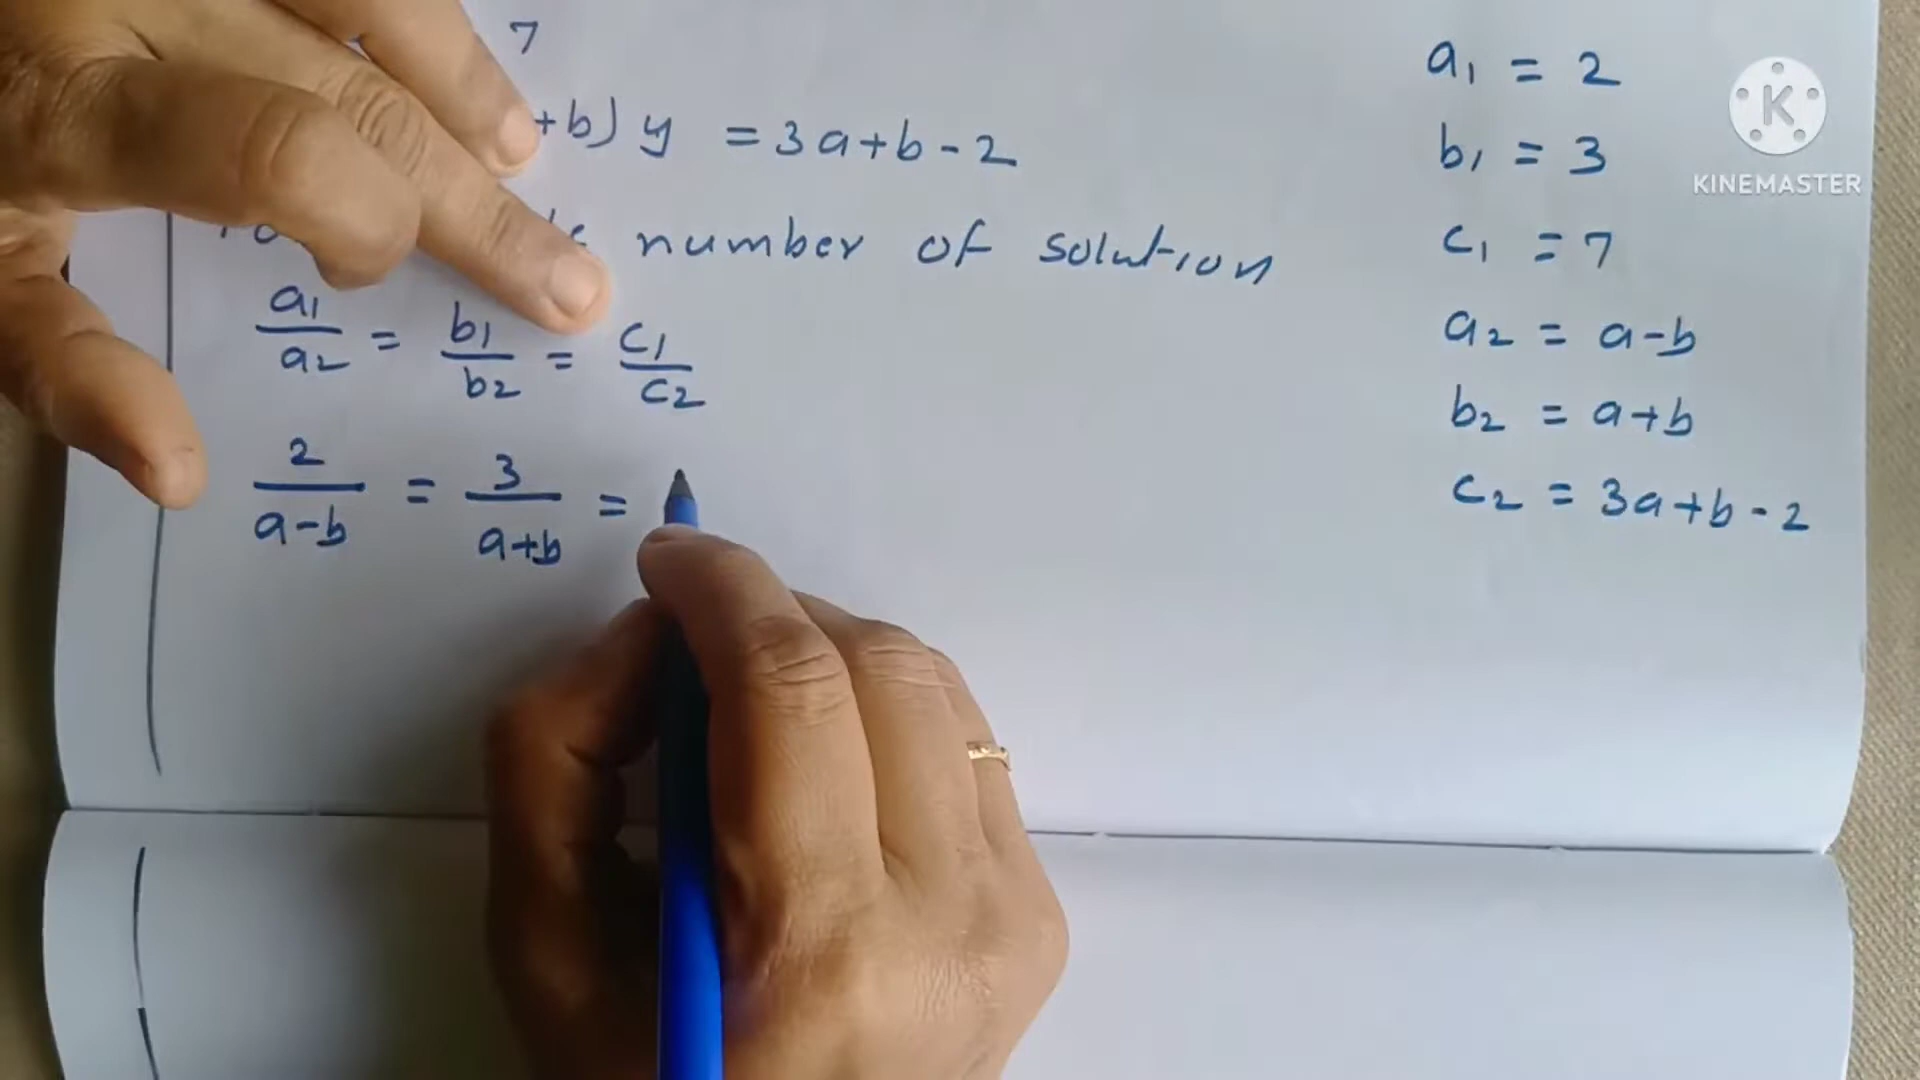 7
+b) y = 3a+b-2
number of solution
a1/a2 = b1/b2 = c1/c2
2/a-b = 3/a+b =
a1 = 2
b1 = 3
c1 = 7
a2 = a-b
b2 = a+b
c2 = 3a+b-2
K
KINEMASTER